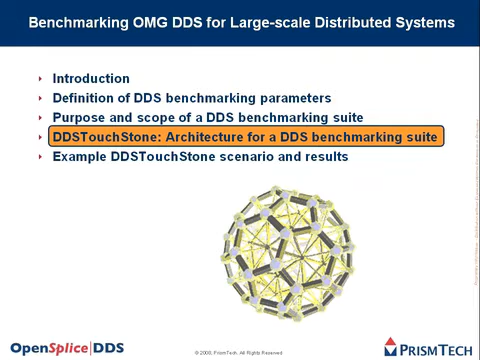 Benchmarking OMG DDS for Large-scale Distributed Systems
Introduction
Definition of DDS benchmarking parameters
Purpose and scope of a DDS benchmarking suite
DDSTouchStone: Architecture for a DDS benchmarking suite
Example DDSTouchStone scenario and results
OpenSplice|DDS
© 2008, PrismTech. All Rights Reserved
PRISMTECH